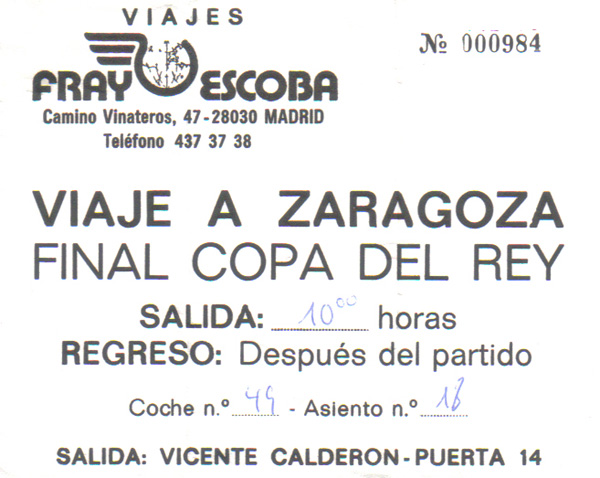 VIAJES
FRAY ESCOBA
Camino Vinateros, 47-28030 MADRID
Teléfono 437 37 38
№ 000984
VIAJE A ZARAGOZA
FINAL COPA DEL REY
SALIDA: 10⁰⁰ horas
REGRESO: Después del partido
Coche n.º 49 - Asiento n.º 18
SALIDA: VICENTE CALDERON-PUERTA 14